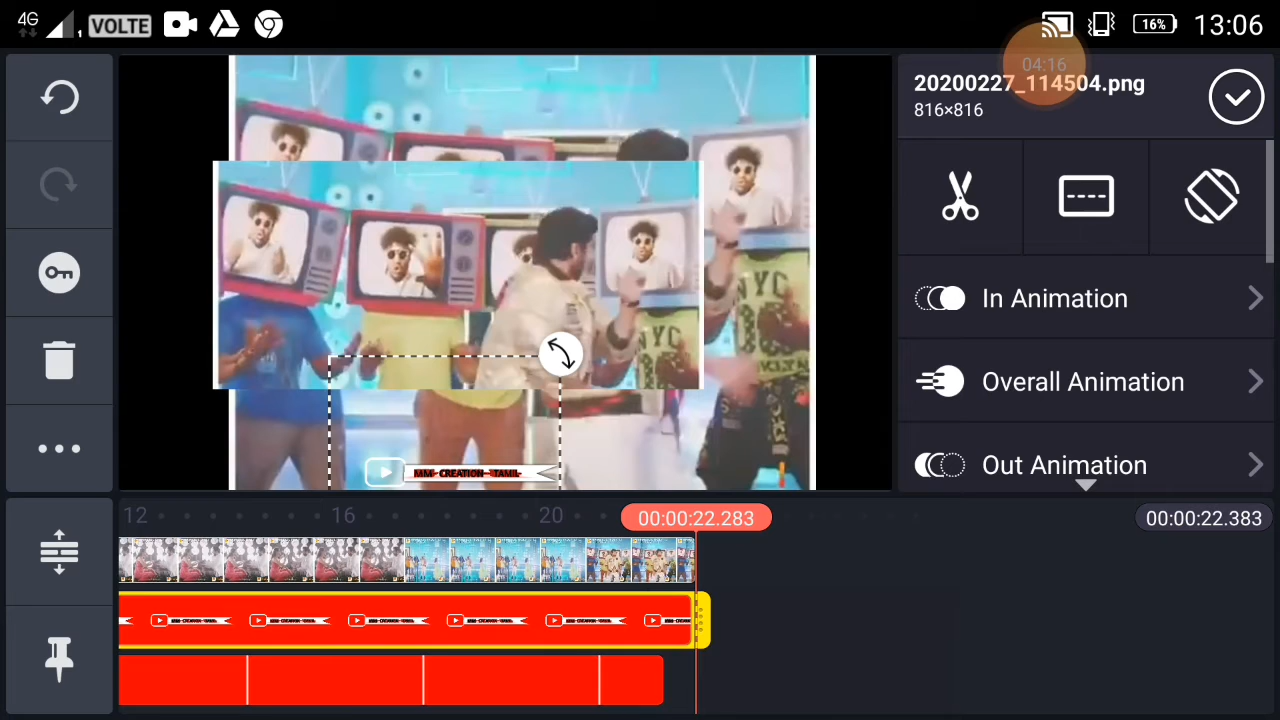 4G VOLTE 16% 13:06
04:16
20200227_114504.png
816×816
In Animation
Overall Animation
Out Animation
NYC
NYC
MM CREATION TAMIL
12 16 20 00:00:22.283 00:00:22.383